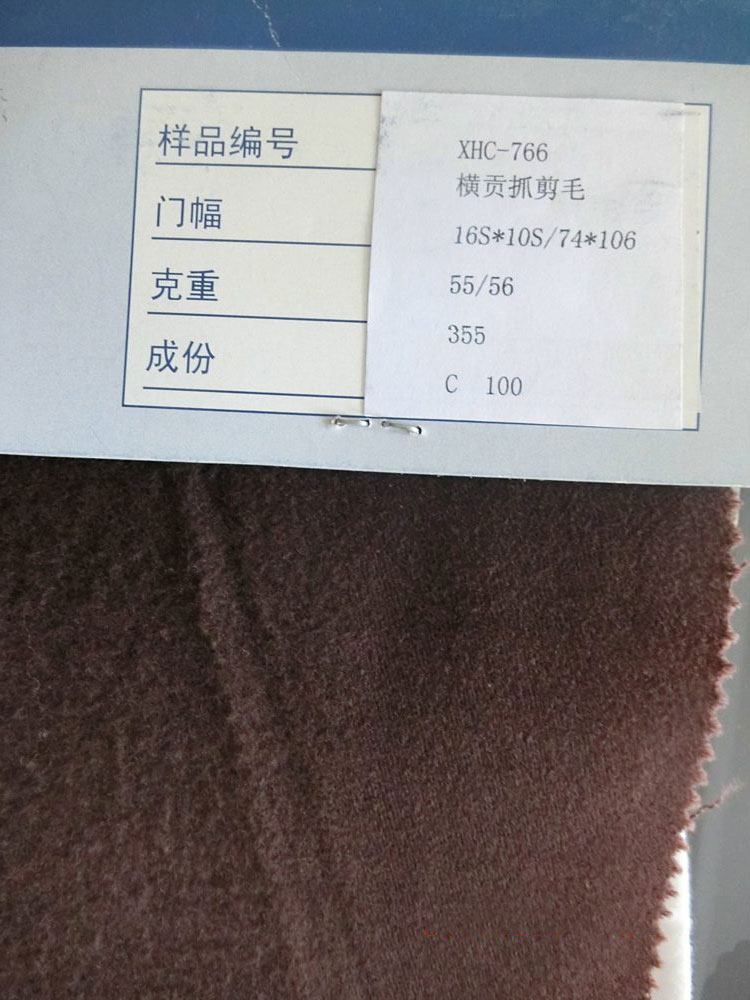 样品编号
门幅
克重
成份
XHC-766
横贡抓剪毛
16S*10S/74*106
55/56
355
C 100